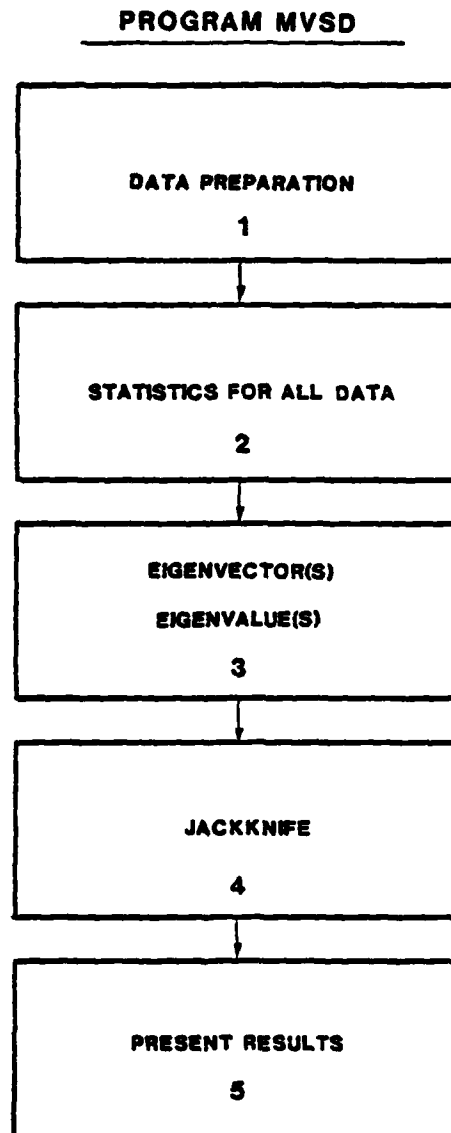 PROGRAM MVSD
DATA PREPARATION
1
STATISTICS FOR ALL DATA
2
EIGENVECTOR(S)
EIGENVALUE(S)
3
JACKKNIFE
4
PRESENT RESULTS
5